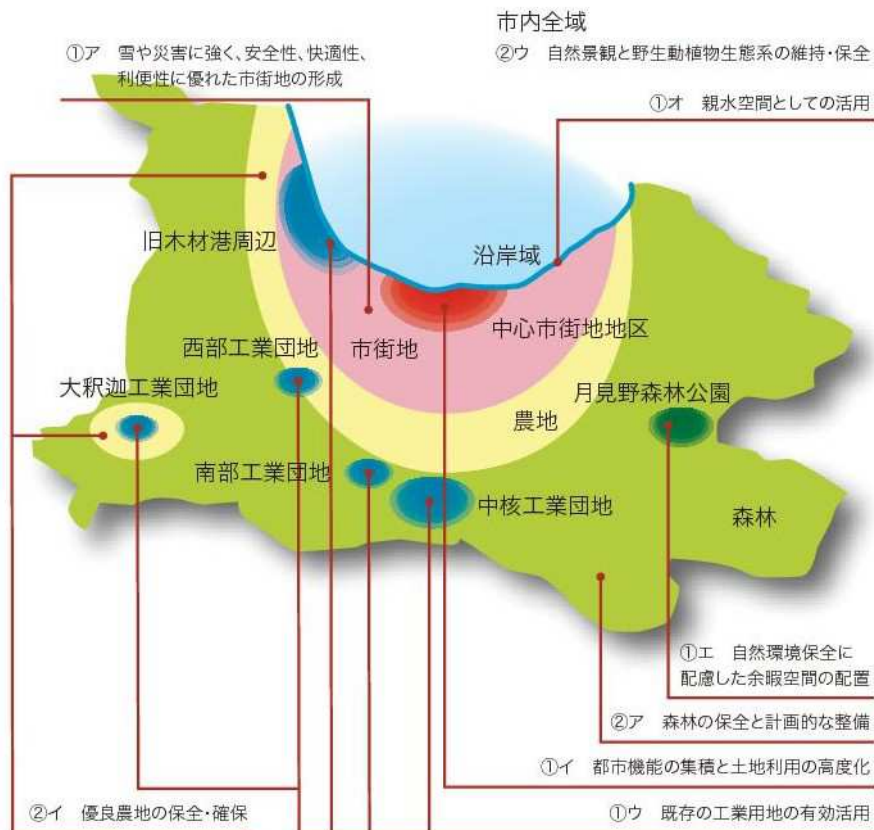 市内全域
①ア 雪や災害に強く、安全性、快適性、
利便性に優れた市街地の形成
②ウ 自然景観と野生動植物生態系の維持・保全
①オ 親水空間としての活用
旧木材港周辺
沿岸域
中心市街地地区
市街地
西部工業団地
大釈迦工業団地
月見野森林公園
農地
南部工業団地
中核工業団地
森林
①エ 自然環境保全に
配慮した余暇空間の配置
②ア 森林の保全と計画的な整備
①イ 都市機能の集積と土地利用の高度化
②イ 優良農地の保全・確保
①ウ 既存の工業用地の有効活用